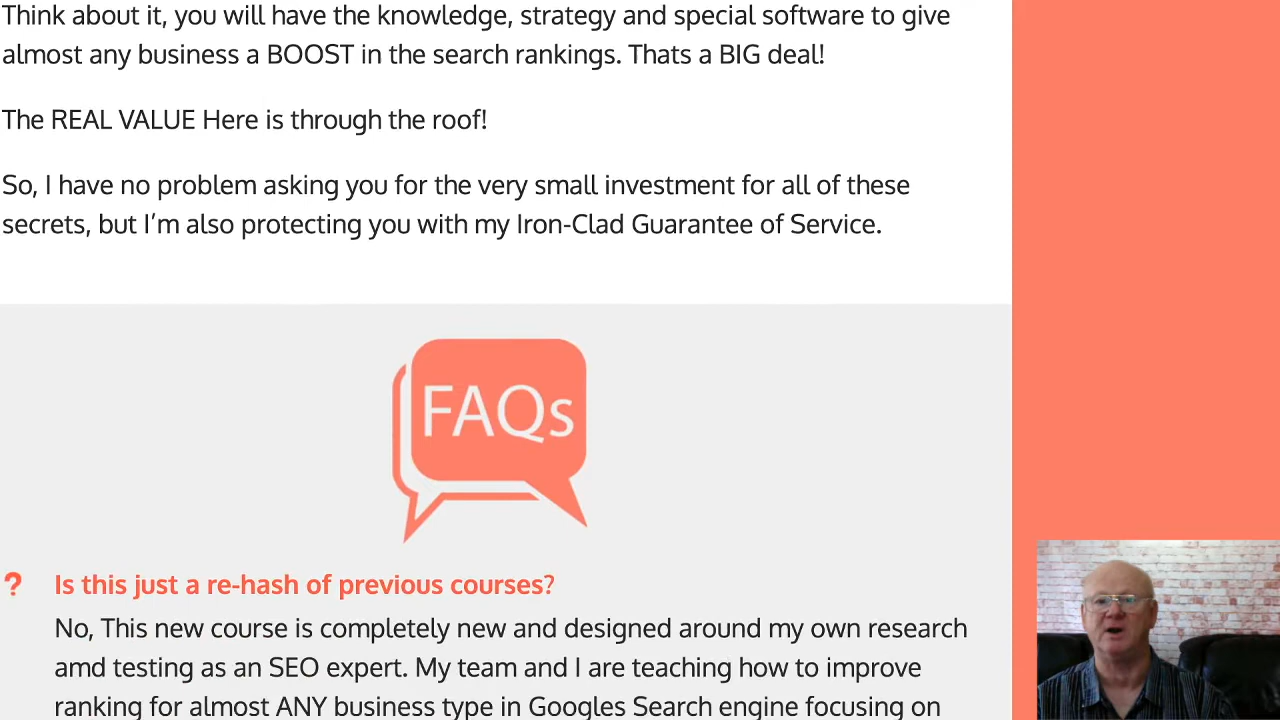 Think about it, you will have the knowledge, strategy and special software to give
almost any business a BOOST in the search rankings. Thats a BIG deal!
The REAL VALUE Here is through the roof!
So, I have no problem asking you for the very small investment for all of these
secrets, but I’m also protecting you with my Iron-Clad Guarantee of Service.
FAQs
? Is this just a re-hash of previous courses?
No, This new course is completely new and designed around my own research
amd testing as an SEO expert. My team and I are teaching how to improve
ranking for almost ANY business type in Googles Search engine focusing on